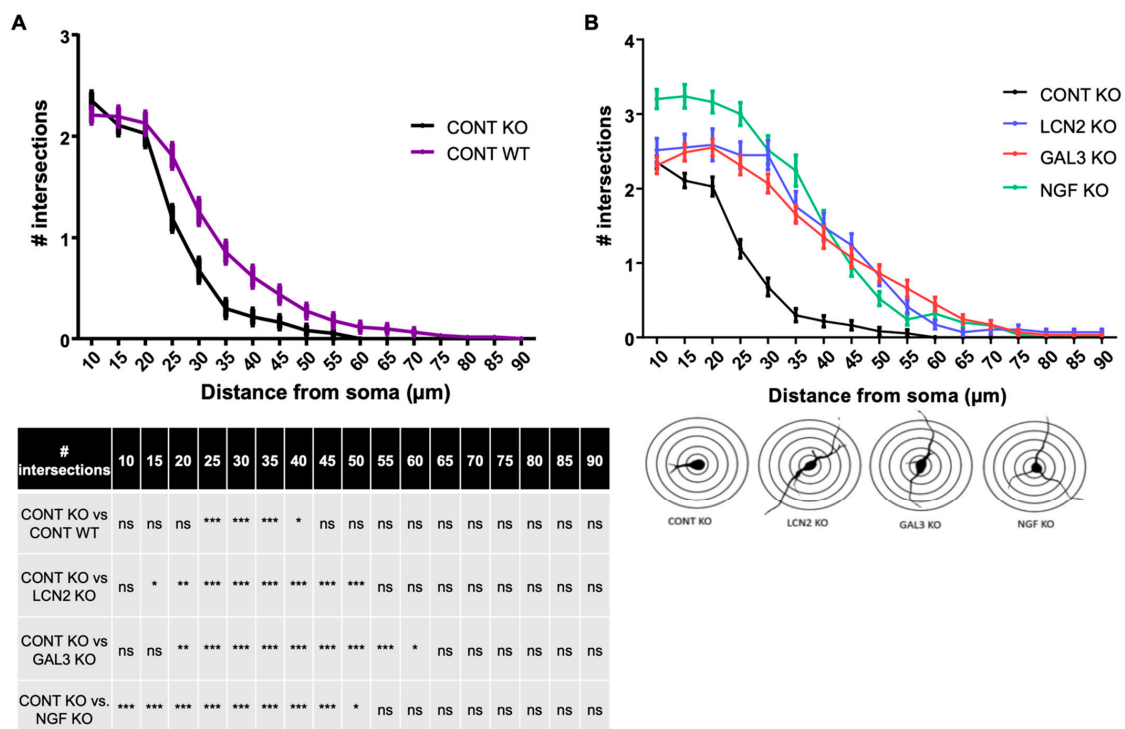 A
3
2
1
0
# intersections
CONT KO
CONT WT
10 15 20 25 30 35 40 45 50 55 60 65 70 75 80 85 90
Distance from soma (µm)
B
4
3
2
1
0
# intersections
CONT KO
LCN2 KO
GAL3 KO
NGF KO
10 15 20 25 30 35 40 45 50 55 60 65 70 75 80 85 90
Distance from soma (µm)
CONT KO LCN2 KO GAL3 KO NGF KO
#
intersections 10 15 20 25 30 35 40 45 50 55 60 65 70 75 80 85 90
CONT KO vs
CONT WT ns ns ns *** *** *** * ns ns ns ns ns ns ns ns ns ns
CONT KO vs
LCN2 KO ns * ** *** *** *** *** *** *** ns ns ns ns ns ns ns ns
CONT KO vs
GAL3 KO ns ns ** *** *** *** *** *** *** *** * ns ns ns ns ns ns
CONT KO vs.
NGF KO *** *** *** *** *** *** *** *** * ns ns ns ns ns ns ns ns